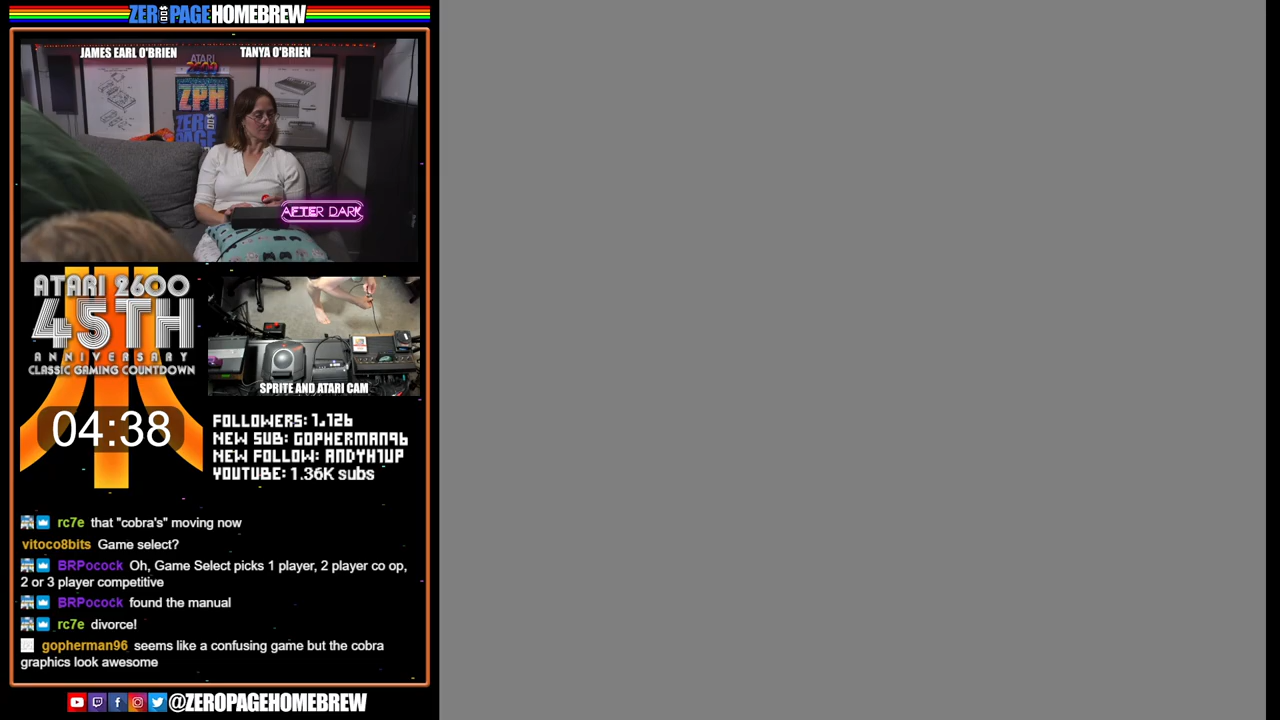 ZEROPAGEHOMEBREW
JAMES EARL O'BRIEN
TANYA O'BRIEN
ATARI
2600
ZPH
ZERO
PAGE
AFTER DARK
ATARI 2600
45TH
ANNIVERSARY
CLASSIC GAMING COUNTDOWN
04:38
SPRITE AND ATARI CAM
FOLLOWERS: 1,126
NEW SUB: GOPHERMAN96
NEW FOLLOW: ANDYH1UP
YOUTUBE: 1.36K subs
rc7e that "cobra's" moving now
vitoco8bits Game select?
BRPocock Oh, Game Select picks 1 player, 2 player co op,
2 or 3 player competitive
BRPocock found the manual
rc7e divorce!
gopherman96 seems like a confusing game but the cobra
graphics look awesome
@ZEROPAGEHOMEBREW